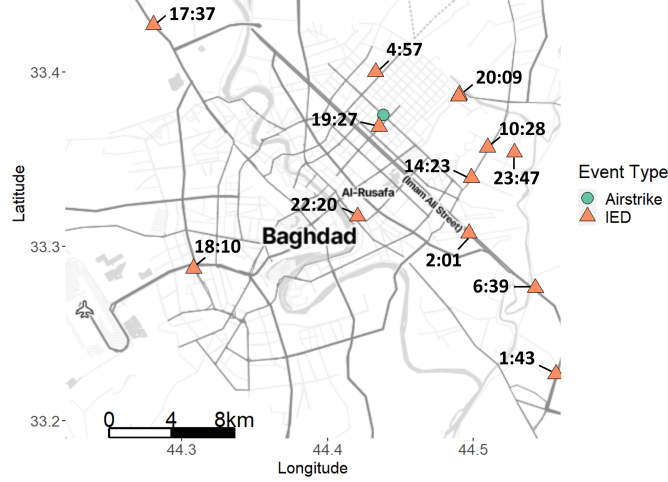 17:37
4:57
33.4
20:09
19:27
10:28
14:23
23:47
Al-Rusafa
(Imam Ali Street)
22:20
Baghdad
18:10
33.3
2:01
6:39
1:43
0 4 8km
33.2
44.3 44.4 44.5
Longitude
Latitude
Event Type
Airstrike
IED